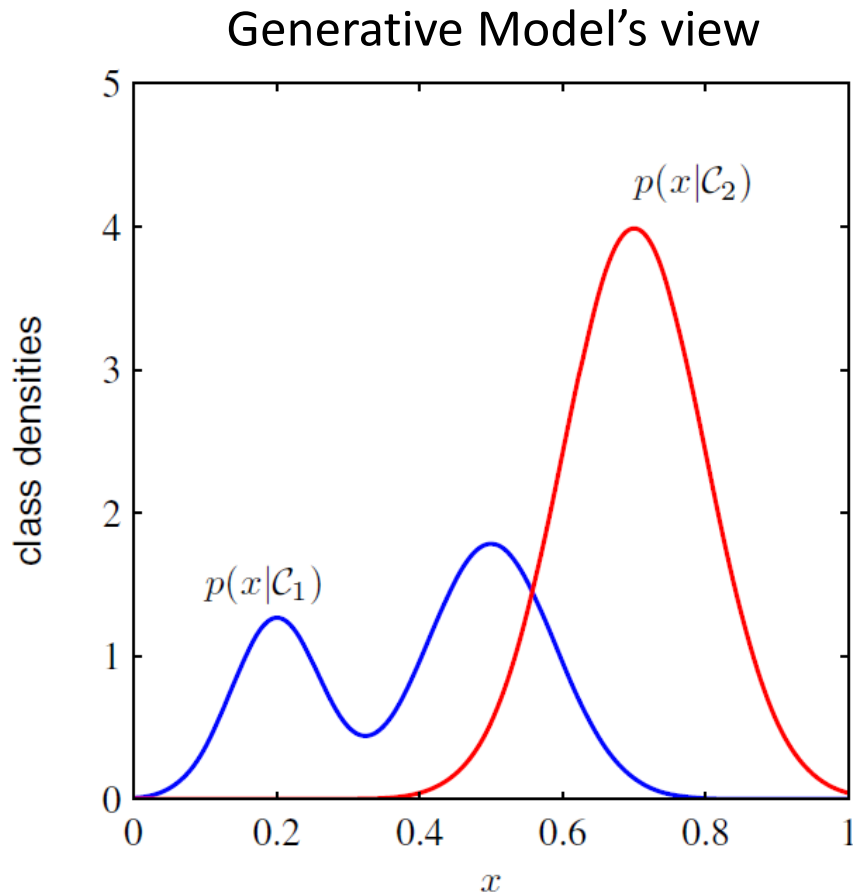 Generative Model’s view
5
p(x|C₂)
4
3
class densities
2
p(x|C₁)
1
0
0 0.2 0.4 0.6 0.8 1
x